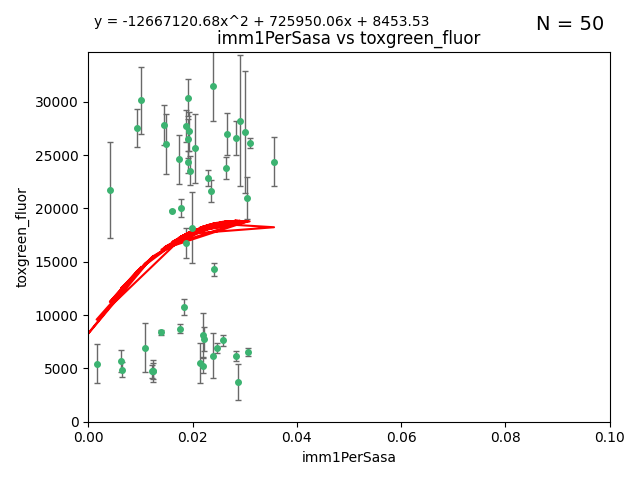 y = -12667120.68x^2 + 725950.06x + 8453.53
N = 50
imm1PerSasa vs toxgreen_fluor
30000
25000
20000
15000
10000
5000
0
toxgreen_fluor
0.00 0.02 0.04 0.06 0.08 0.10
imm1PerSasa